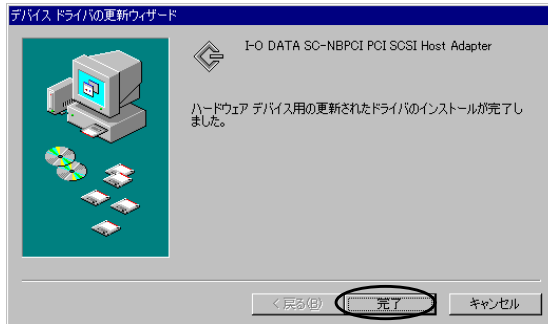 デバイス ドライバの更新ウィザード
I-O DATA SC-NBPCI PCI SCSI Host Adapter
ハードウェア デバイス用の更新されたドライバのインストールが完了し
ました。
< 戻る(B)
完了
キャンセル